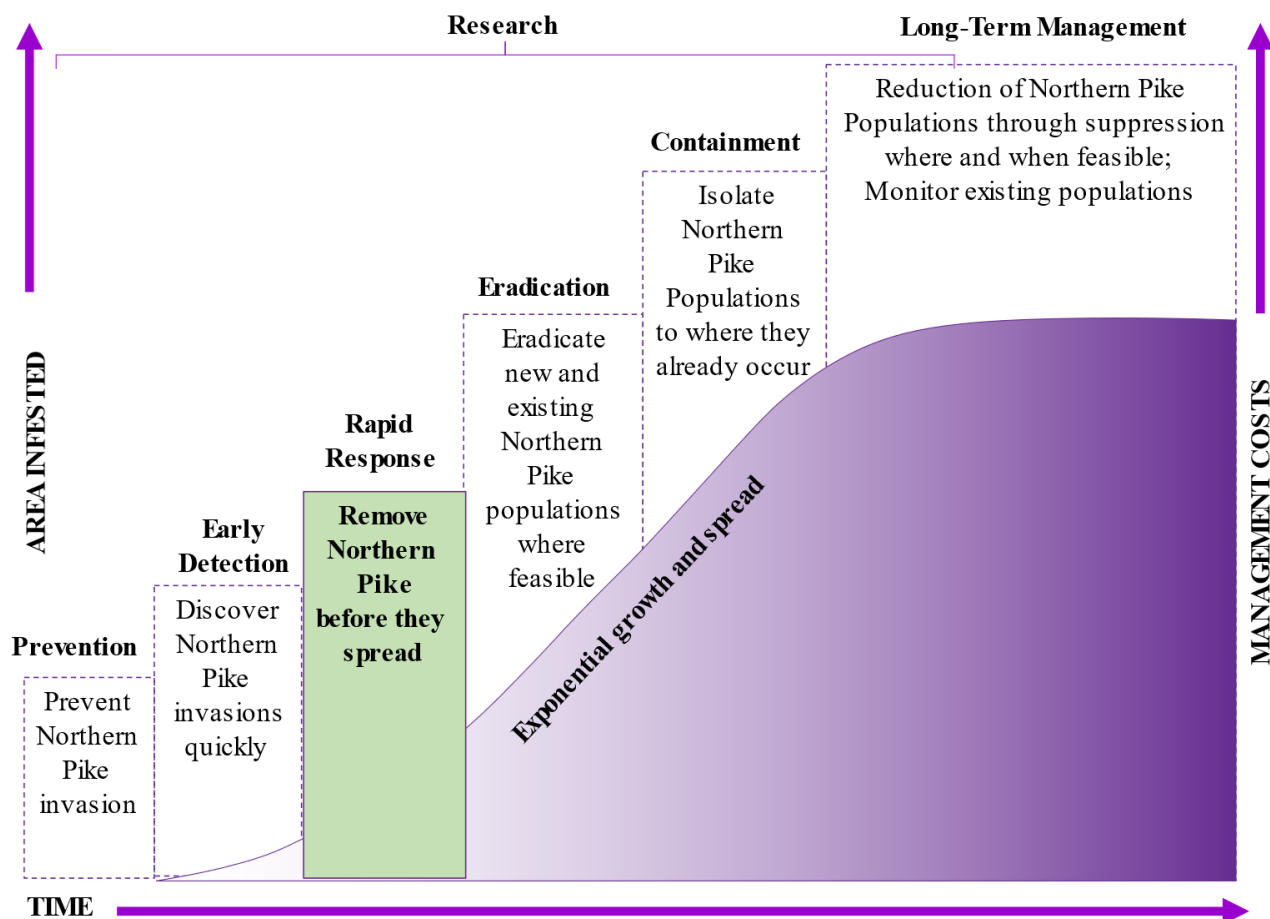 Research
Long-Term Management
Reduction of Northern Pike
Populations through suppression
where and when feasible;
Monitor existing populations
Containment
Isolate
Northern
Pike
Populations
to where they
already occur
Eradication
Eradicate
new and
existing
Northern
Pike
populations
where
feasible
Rapid
Response
Remove
Northern
Pike
before they
spread
Early
Detection
Discover
Northern
Pike
invasions
quickly
Prevention
Prevent
Northern
Pike
invasion
Exponential growth and spread
AREA INFESTED
MANAGEMENT COSTS
TIME